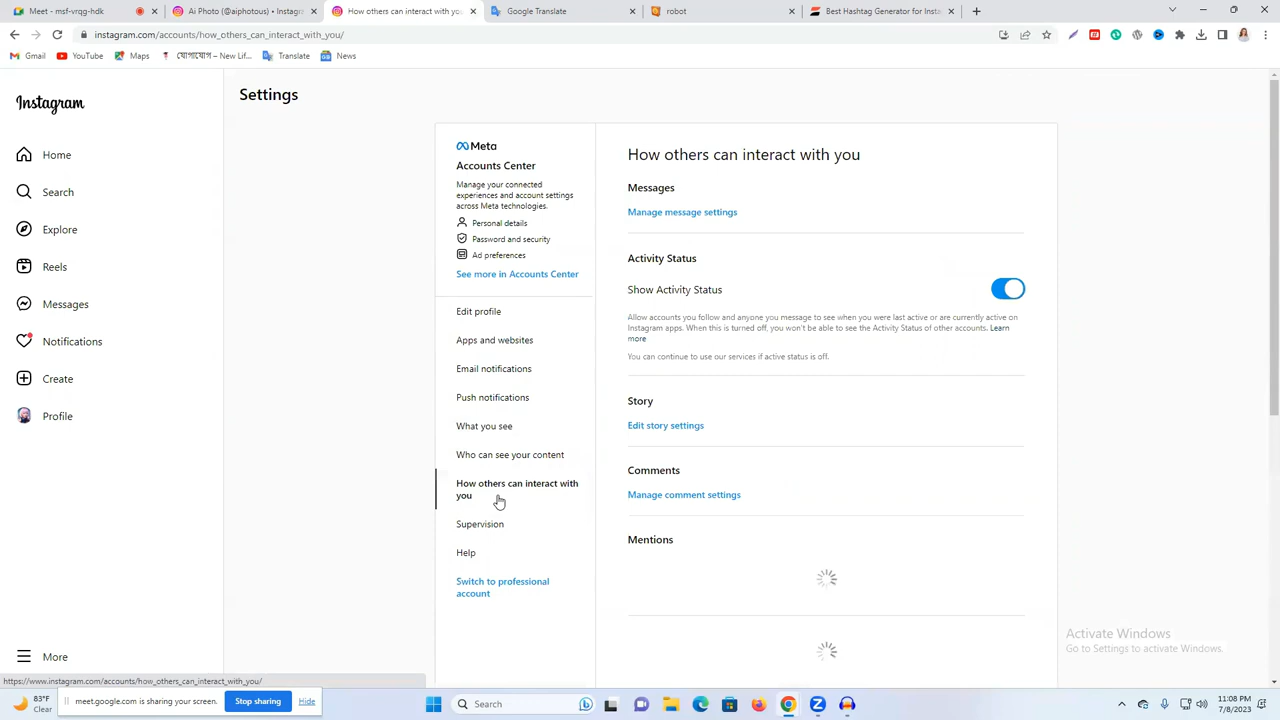 Meet - msf-vrqg-hdk
Ai Photo (@aiphotous) • Instagr
How others can interact with you
Google Translate
robot
Best Hashtag Generator for Inst
instagram.com/accounts/how_others_can_interact_with_you/
Gmail
YouTube
Maps
যোগাযোগ – New Lif...
Translate
News
Instagram
Home
Search
Explore
Reels
Messages
Notifications
Create
Profile
More
Settings
Meta
Accounts Center
Manage your connected
experiences and account settings
across Meta technologies.
Personal details
Password and security
Ad preferences
See more in Accounts Center
Edit profile
Apps and websites
Email notifications
Push notifications
What you see
Who can see your content
How others can interact with
you
Supervision
Help
Switch to professional
account
How others can interact with you
Messages
Manage message settings
Activity Status
Show Activity Status
Allow accounts you follow and anyone you message to see when you were last active or are currently active on
Instagram apps. When this is turned off, you won't be able to see the Activity Status of other accounts. Learn
more
You can continue to use our services if active status is off.
Story
Edit story settings
Comments
Manage comment settings
Mentions
Activate Windows
Go to Settings to activate Windows.
https://www.instagram.com/accounts/how_others_can_interact_with_you/
83°F
Clear
meet.google.com is sharing your screen.
Stop sharing
Hide
Search
11:08 PM
7/8/2023